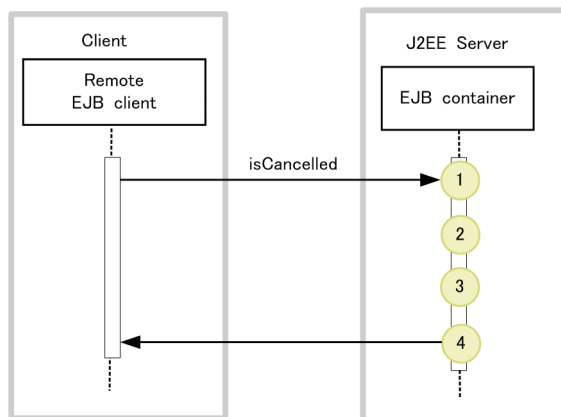 Client
Remote
EJB client
J2EE Server
EJB container
isCancelled
1
2
3
4